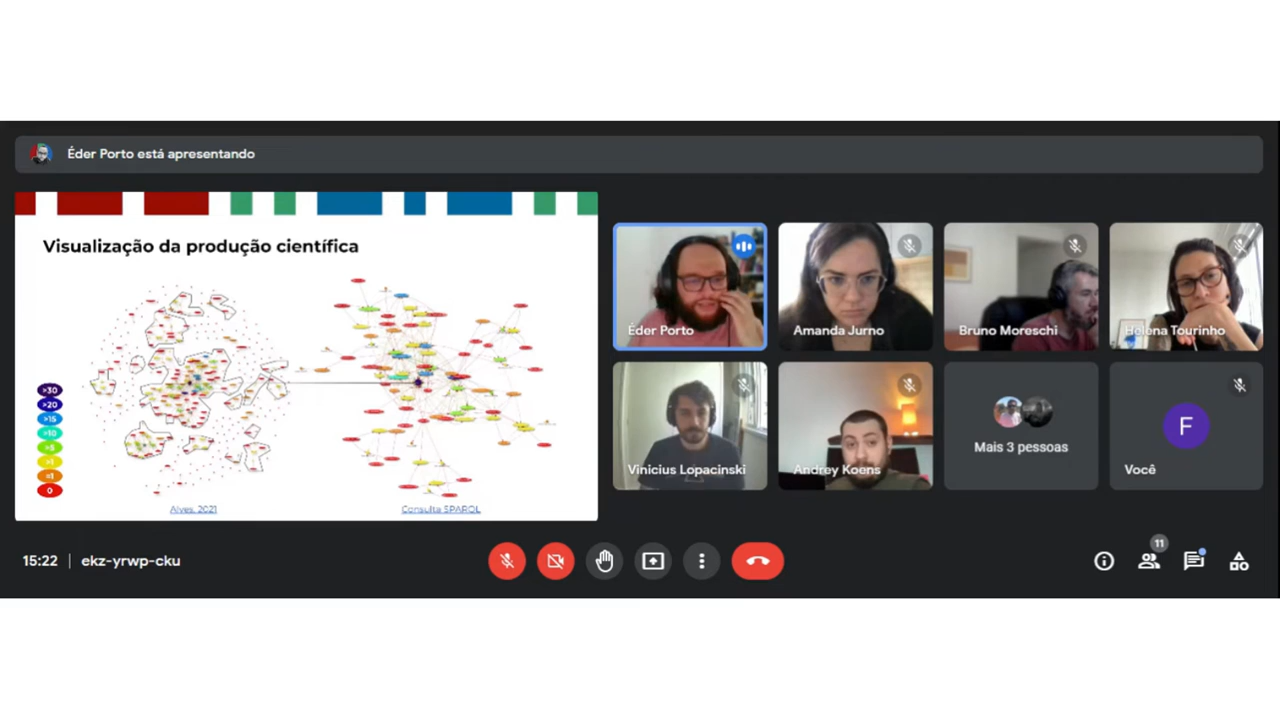 Éder Porto está apresentando
Visualização da produção científica
>30
>20
>15
>10
>5
>1
=1
0
Alves, 2021
Consulta SPARQL
Éder Porto
Amanda Jurno
Bruno Moreschi
Helena Tourinho
Vinicius Lopacinski
Andrey Koens
Mais 3 pessoas
F
Você
15:22
ekz-yrwp-cku
11